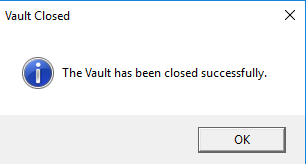 Vault Closed
The Vault has been closed successfully.
OK